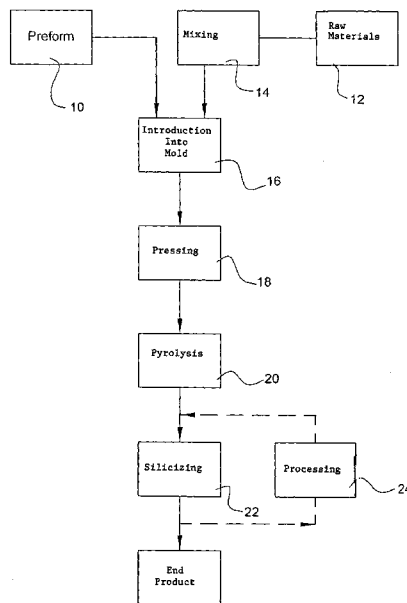 Preform
10
Mixing
14
Raw
Materials
12
Introduction
Into
Mold
16
Pressing
18
Pyrolysis
20
Silicizing
22
Processing
24
End
Product